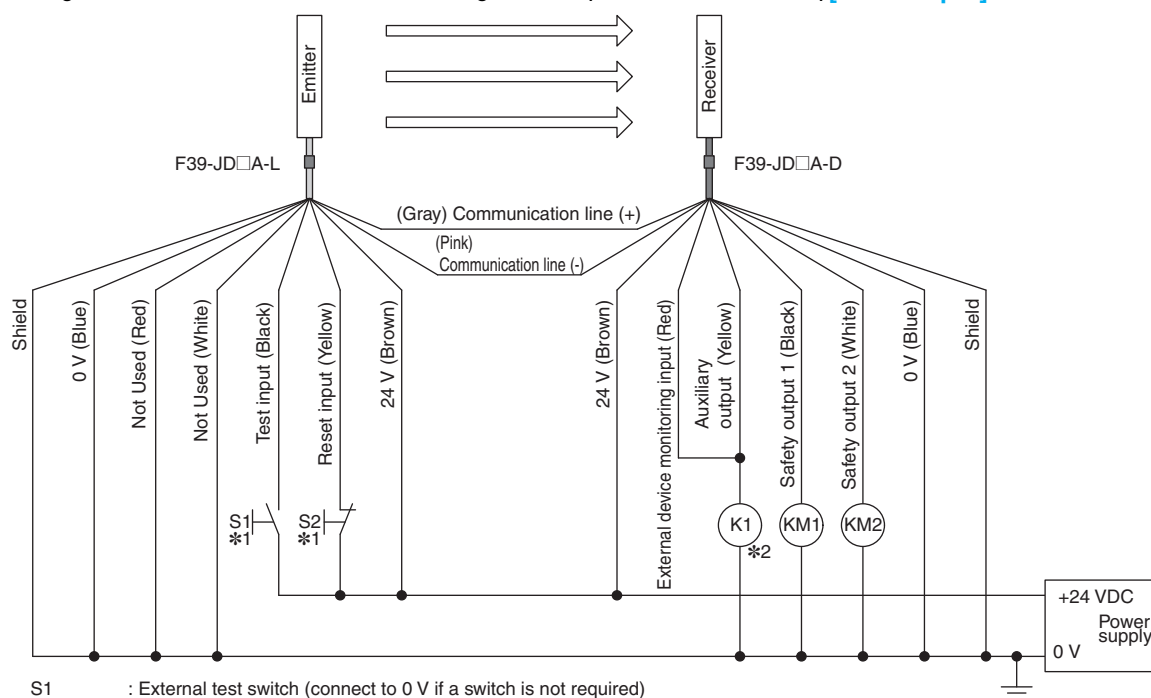 Emitter
Receiver
F39-JD□A-L
F39-JD□A-D
(Gray) Communication line (+)
(Pink)
Communication line (-)
Shield
0 V (Blue)
Not Used (Red)
Not Used (White)
Test input (Black)
Reset input (Yellow)
24 V (Brown)
24 V (Brown)
External device monitoring input (Red)
Auxiliary
output (Yellow)
Safety output 1 (Black)
Safety output 2 (White)
0 V (Blue)
Shield
S1
*1
S2
*1
K1
*2
KM1
KM2
+24 VDC
Power
supply
0 V
S1 : External test switch (connect to 0 V if a switch is not required)